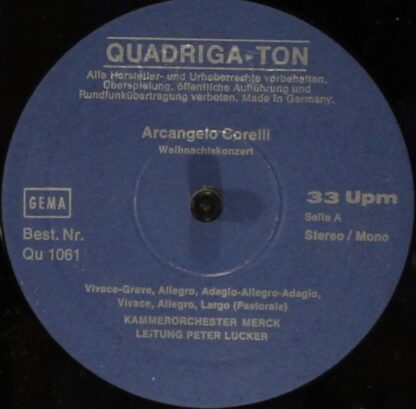 QUADRIGA-TON
Alle Hersteller- und Urheberrechte vorbehalten.
Überspielung, öffentliche Aufführung und
Rundfunkübertragung verboten. Made in Germany.
Arcangelo Corelli
Weihnachtskonzert
GEMA
33 Upm
Best. Nr.
Seite A
Qu 1061
Stereo / Mono
Vivace-Grave, Allegro, Adagio-Allegro-Adagio,
Vivace, Allegro, Largo (Pastorale)
KAMMERORCHESTER MERCK
LEITUNG PETER LÜCKER